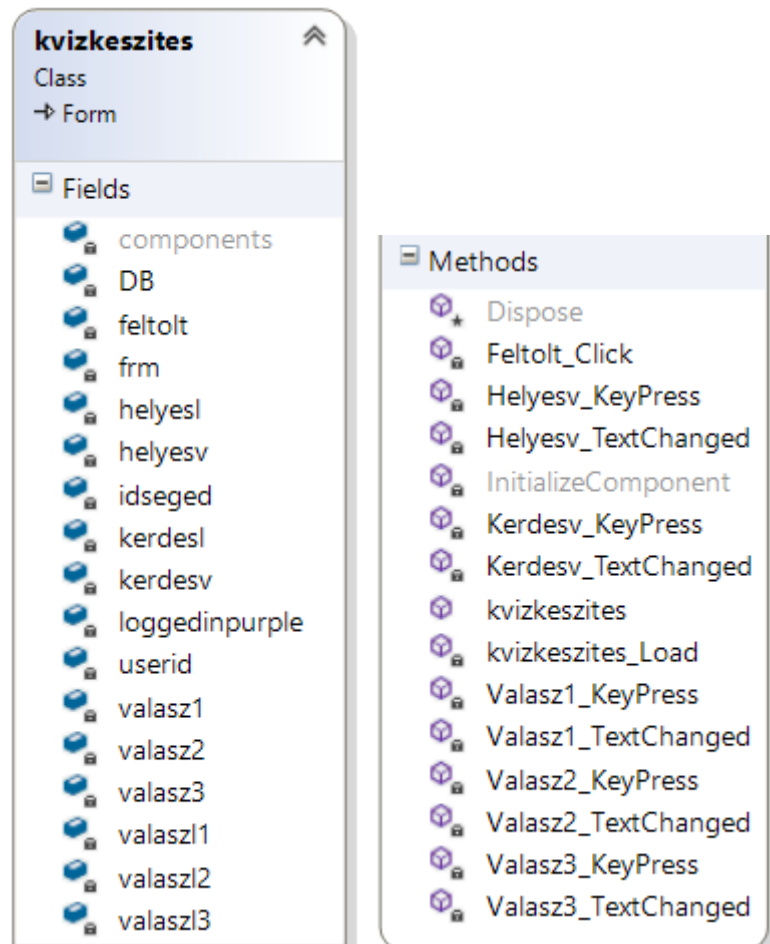 kvizkeszites
Class
Form
Fields
components
DB
feltolt
frm
helyesl
helyesv
idseged
kerdesl
kerdesv
loggedinpurple
userid
valasz1
valasz2
valasz3
valaszl1
valaszl2
valaszl3
Methods
Dispose
Feltolt_Click
Helyesv_KeyPress
Helyesv_TextChanged
InitializeComponent
Kerdesv_KeyPress
Kerdesv_TextChanged
kvizkeszites
kvizkeszites_Load
Valasz1_KeyPress
Valasz1_TextChanged
Valasz2_KeyPress
Valasz2_TextChanged
Valasz3_KeyPress
Valasz3_TextChanged